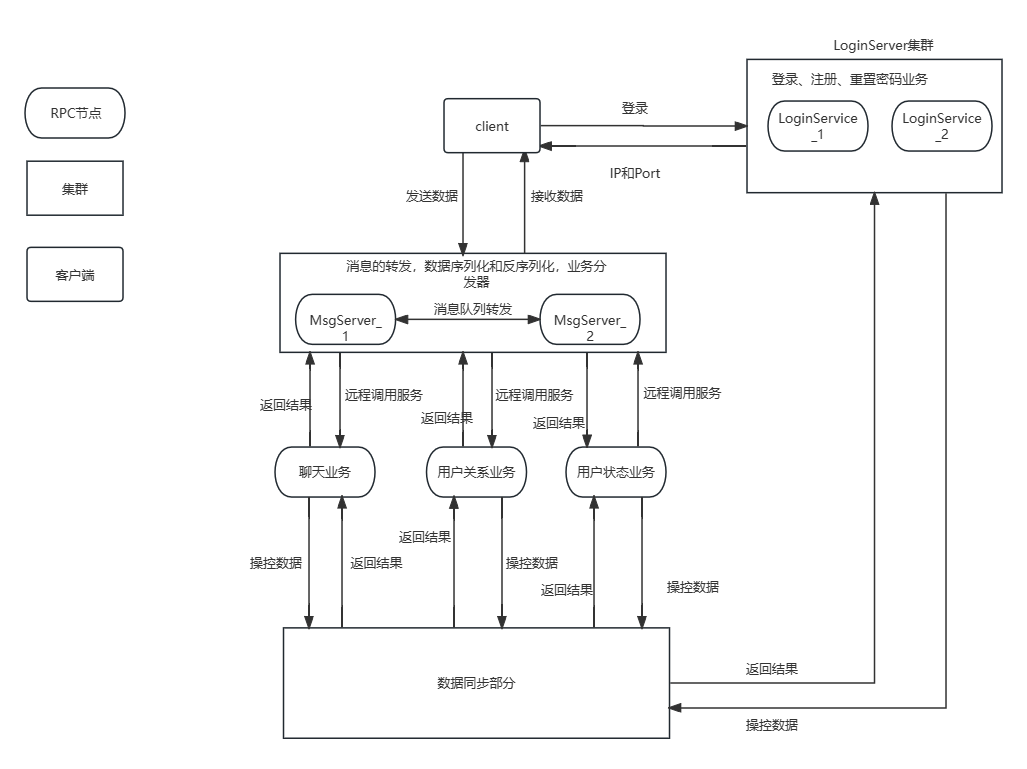 LoginServer集群
登录、注册、重置密码业务
LoginService
_1
LoginService
_2
RPC节点
集群
客户端
client
登录
IP和Port
发送数据
接收数据
消息的转发，数据序列化和反序列化，业务分
发器
消息队列转发
MsgServer_
1
MsgServer_
2
返回结果
远程调用服务
返回结果
远程调用服务
返回结果
远程调用服务
聊天业务
用户关系业务
用户状态业务
操控数据
返回结果
返回结果
操控数据
返回结果
操控数据
数据同步部分
返回结果
操控数据